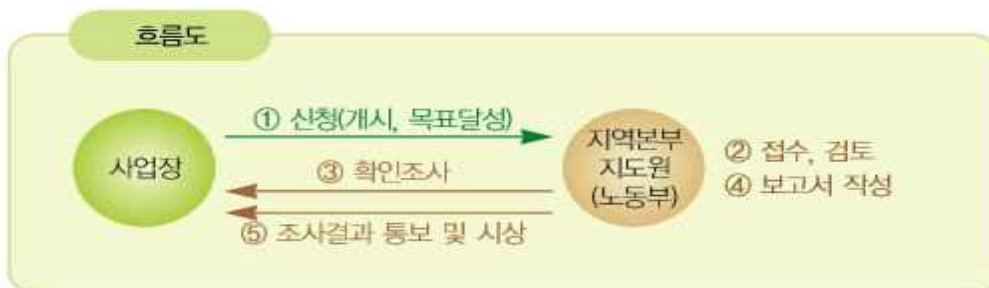 흐름도
① 신청(개시, 목표달성)
사업장
③ 확인조사
⑤ 조사결과 통보 및 시상
지역본부
지도원
(노동부)
② 접수, 검토
④ 보고서 작성